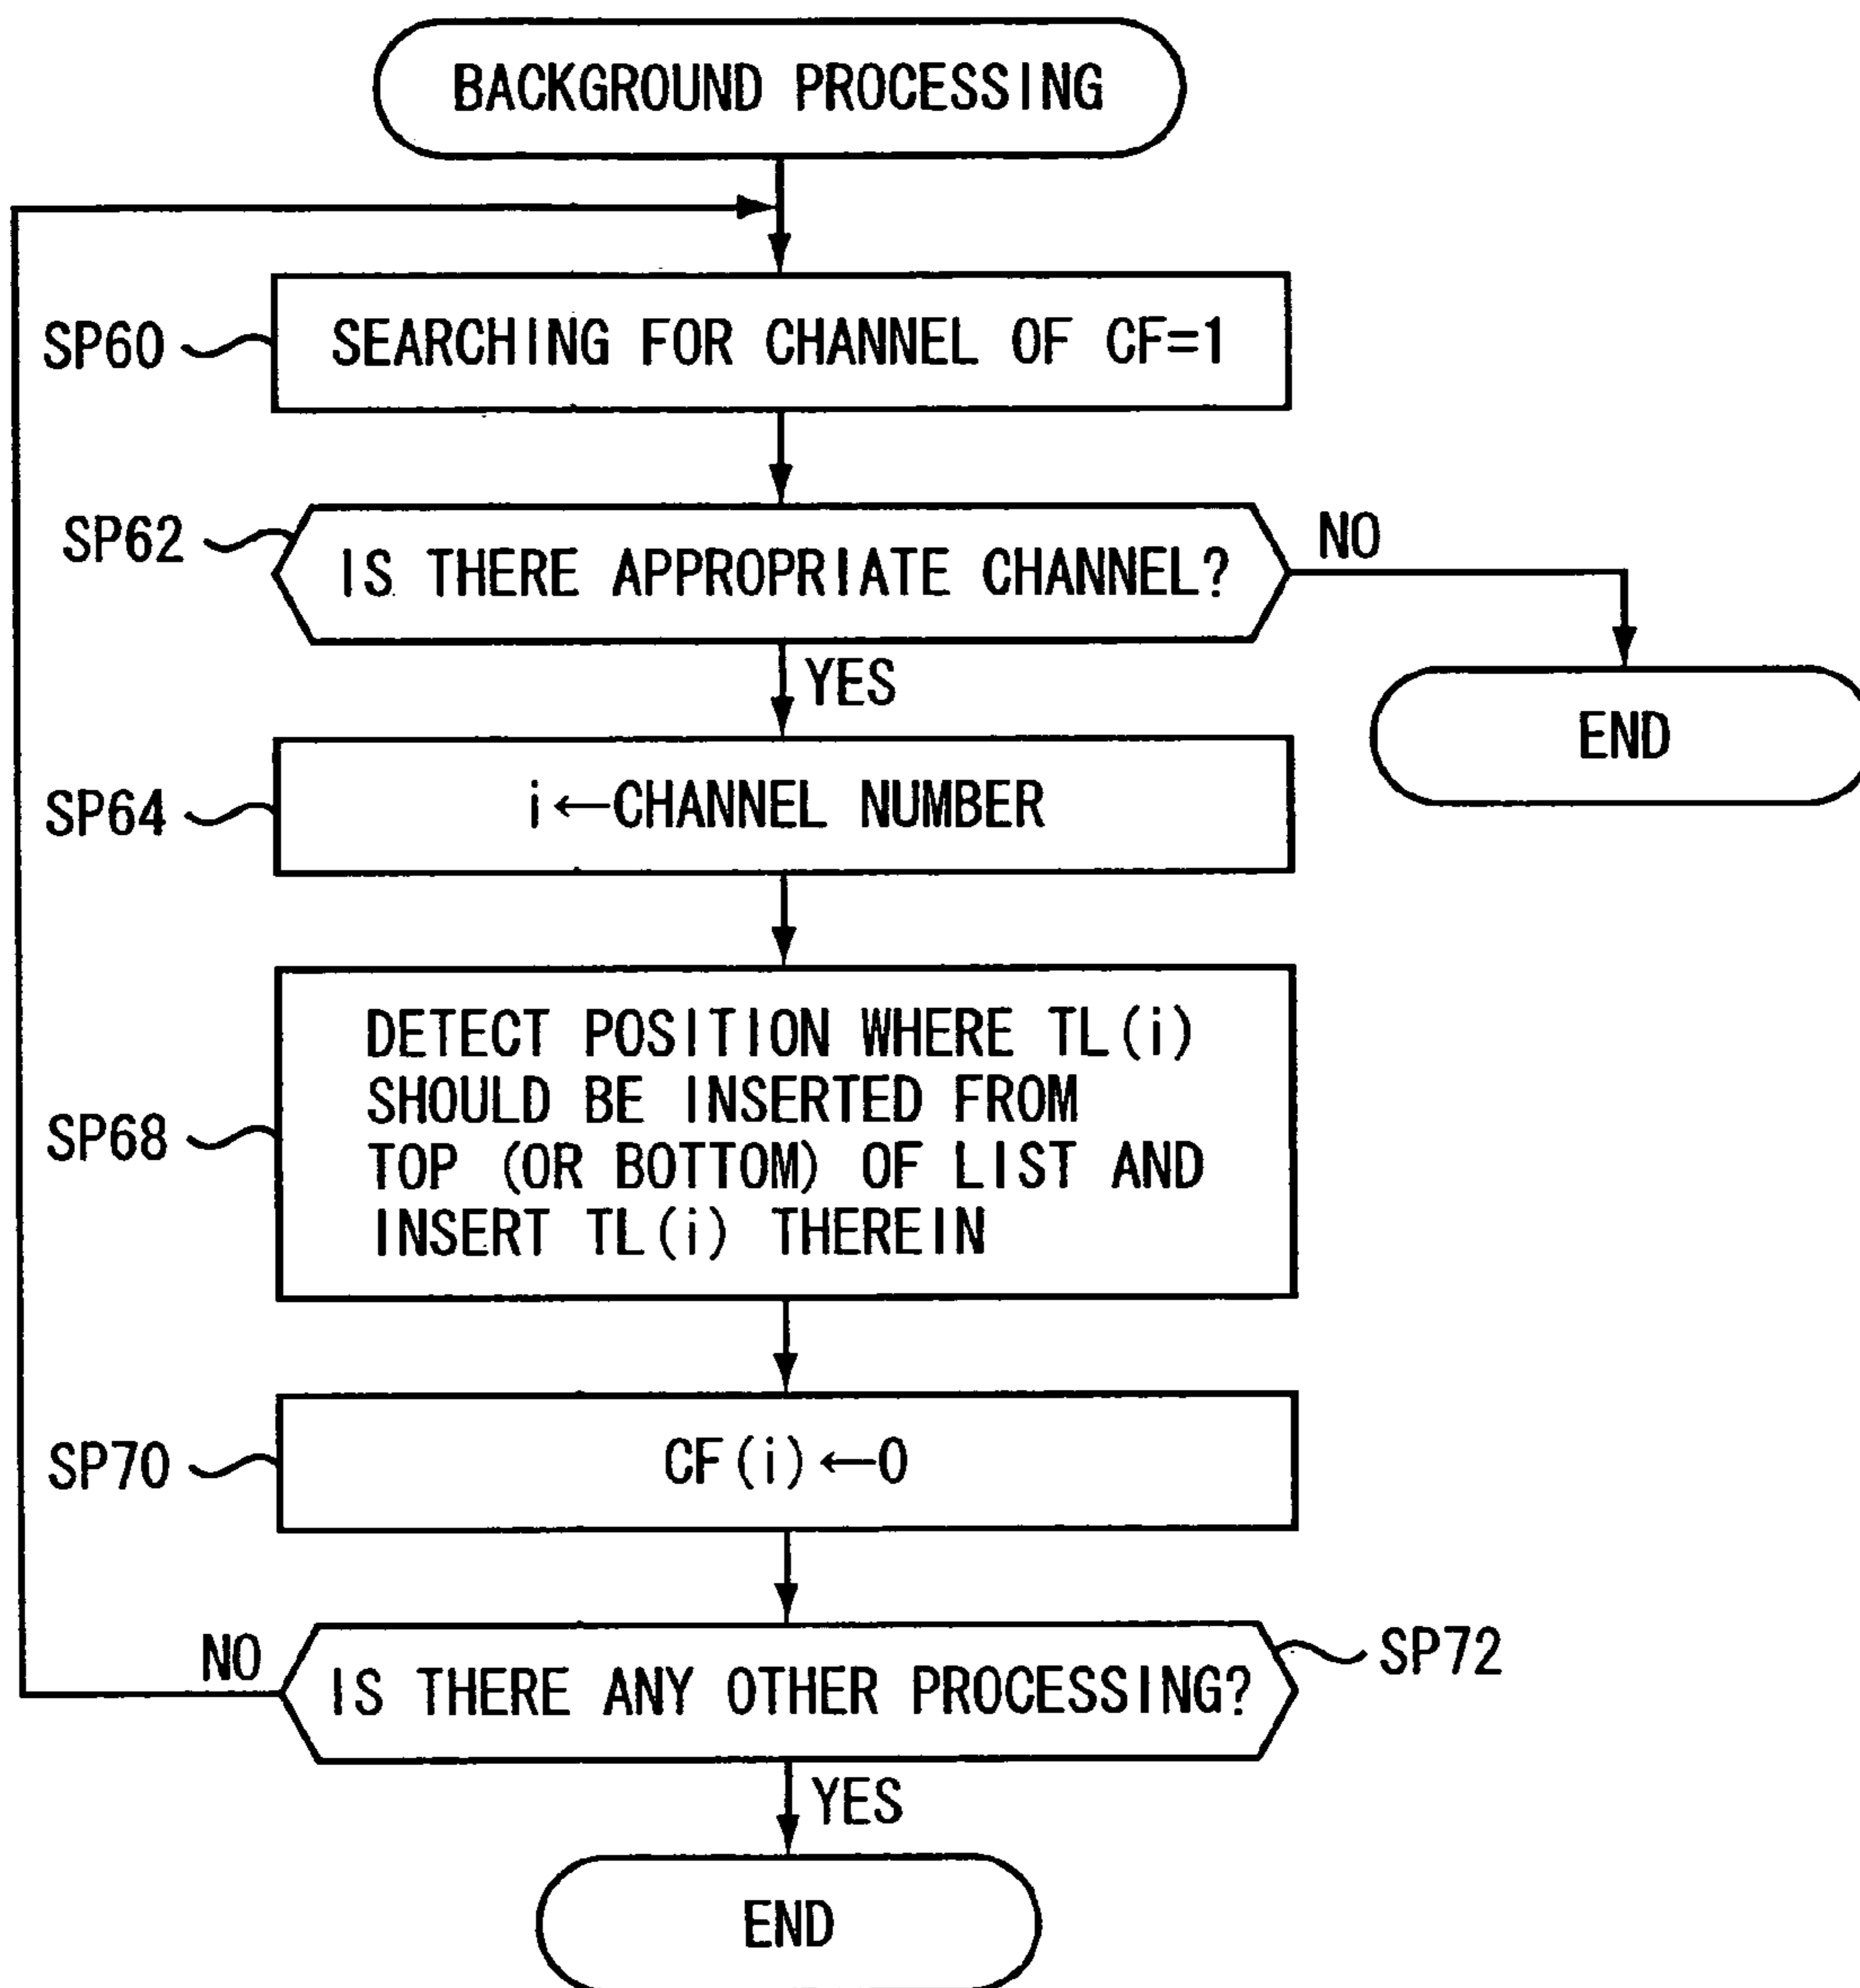 BACKGROUND PROCESSING
SP60
SEARCHING FOR CHANNEL OF CF=1
SP62
IS THERE APPROPRIATE CHANNEL?
NO
YES
END
SP64
i←CHANNEL NUMBER
SP68
DETECT POSITION WHERE TL(i)
SHOULD BE INSERTED FROM
TOP (OR BOTTOM) OF LIST AND
INSERT TL(i) THEREIN
SP70
CF(i)←0
NO
IS THERE ANY OTHER PROCESSING?
SP72
YES
END